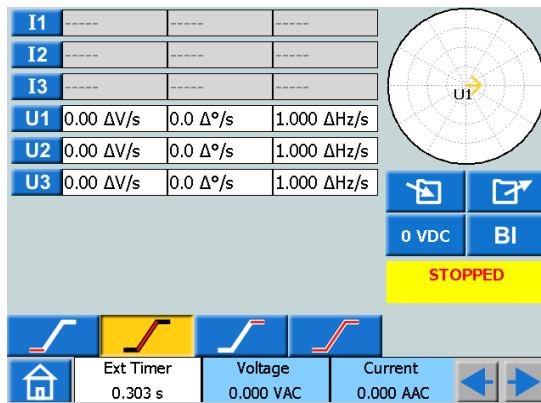 I1 ----- ----- -----
I2 ----- ----- -----
I3 ----- ----- -----
U1 0.00 ΔV/s 0.0 Δ°/s 1.000 ΔHz/s
U2 0.00 ΔV/s 0.0 Δ°/s 1.000 ΔHz/s
U3 0.00 ΔV/s 0.0 Δ°/s 1.000 ΔHz/s
U1
0 VDC BI
STOPPED
Ext Timer Voltage Current
0.303 s 0.000 VAC 0.000 AAC